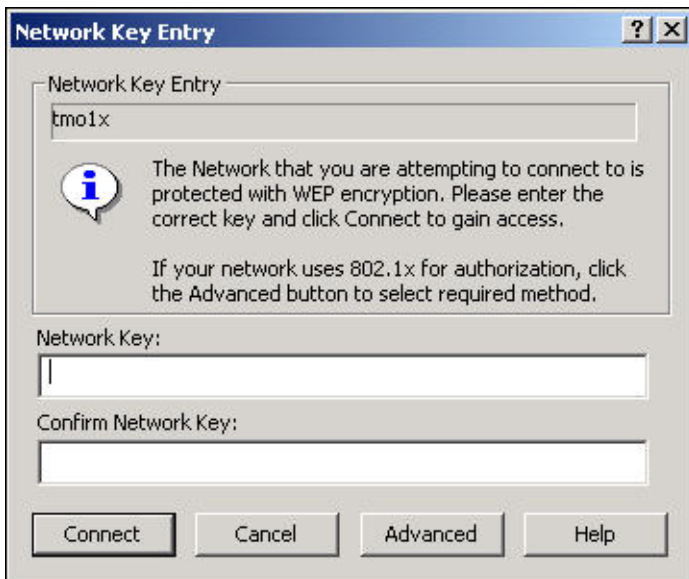 Network Key Entry
Network Key Entry
tmo1x
The Network that you are attempting to connect to is
protected with WEP encryption. Please enter the
correct key and click Connect to gain access.
If your network uses 802.1x for authorization, click
the Advanced button to select required method.
Network Key:
Confirm Network Key:
Connect Cancel Advanced Help